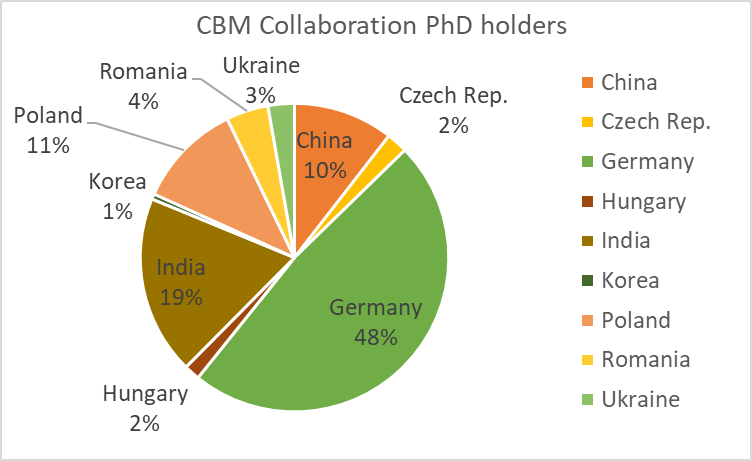 CBM Collaboration PhD holders
Ukraine
3%
Romania
4%
Czech Rep.
2%
Poland
11%
China
10%
Korea
1%
India
19%
Germany
48%
Hungary
2%
China
Czech Rep.
Germany
Hungary
India
Korea
Poland
Romania
Ukraine